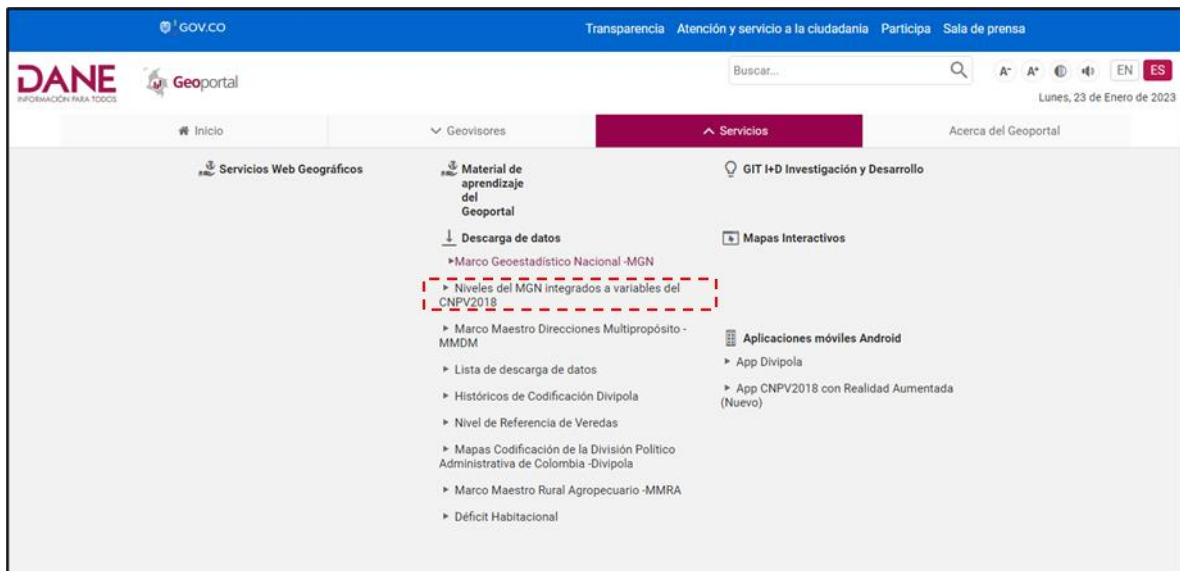 GOV.CO
Transparencia Atención y servicio a la ciudadania Participa Sala de prensa
DANE
INFORMACIÓN PARA TODOS
Geoportal
Buscar...
A- A+ EN ES
Lunes, 23 de Enero de 2023
Inicio
Geovisores
Servicios
Acerca del Geoportal
Servicios Web Geográficos
Material de
aprendizaje
del
Geoportal
GIT I+D Investigación y Desarrollo
Descarga de datos
Marco Geoestadístico Nacional -MGN
Niveles del MGN integrados a variables del
CNPV2018
Marco Maestro Direcciones Multipropósito -
MMDM
Lista de descarga de datos
Históricos de Codificación Divipola
Nivel de Referencia de Veredas
Mapas Codificación de la División Político
Administrativa de Colombia -Divipola
Marco Maestro Rural Agropecuario -MMRA
Déficit Habitacional
Mapas Interactivos
Aplicaciones móviles Android
App Divipola
App CNPV2018 con Realidad Aumentada
(Nuevo)